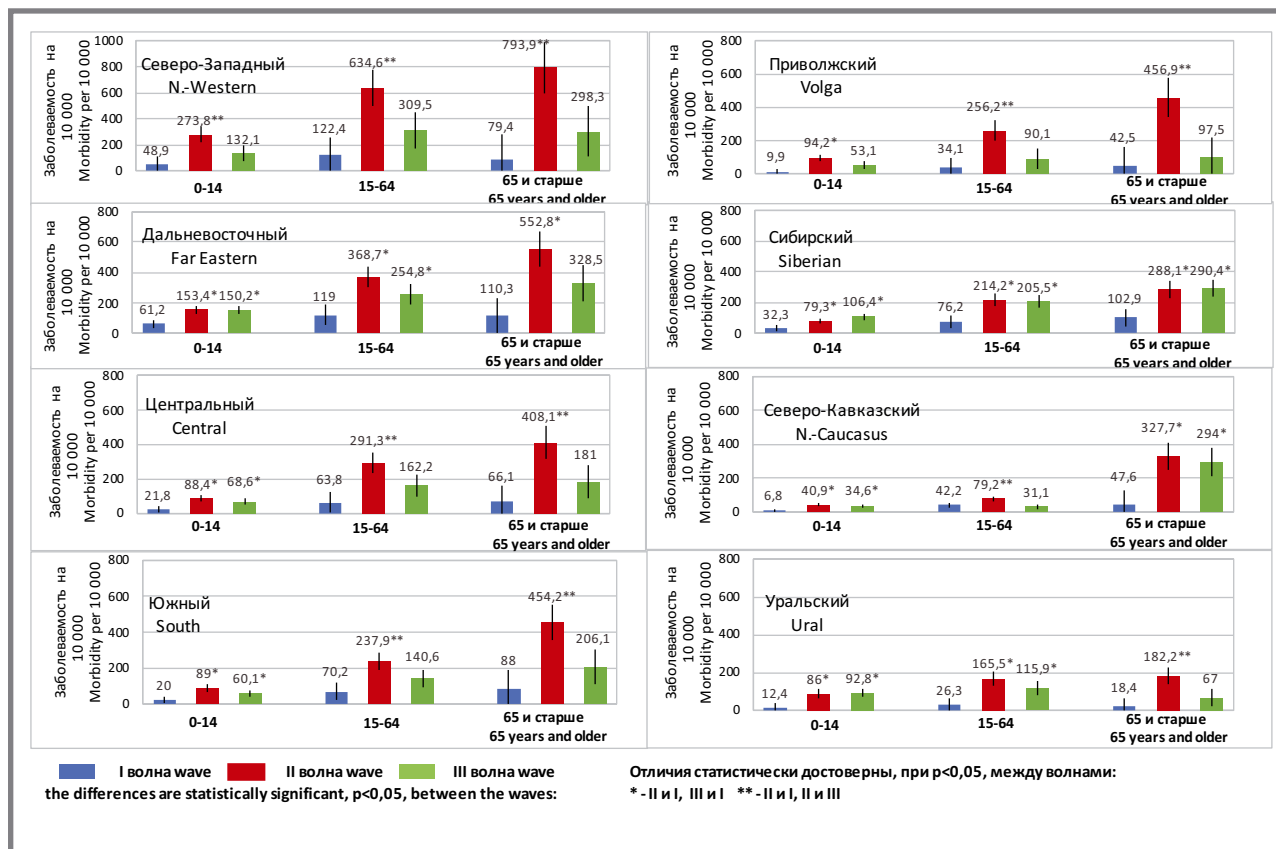 Заболеваемость на
10 000
Morbidity per 10 000
1000
800
600
400
200
0
Северо-Западный
N.-Western
48,9
273,8**
132,1
122,4
634,6**
309,5
79,4
793,9**
298,3
0-14
15-64
65 и старше
65 years and older
Заболеваемость на
10 000
Morbidity per 10 000
800
600
400
200
0
Приволжский
Volga
9,9
94,2*
53,1
34,1
256,2**
90,1
42,5
456,9**
97,5
0-14
15-64
65 и старше
65 years and older
Заболеваемость на
10 000
Morbidity per 10 000
800
600
400
200
0
Дальневосточный
Far Eastern
61,2
153,4*
150,2*
119
368,7*
254,8*
110,3
552,8*
328,5
0-14
15-64
65 и старше
65 years and older
Заболеваемость на
10 000
Morbidity per 10 000
800
600
400
200
0
Сибирский
Siberian
32,3
79,3*
106,4*
76,2
214,2*
205,5*
102,9
288,1*
290,4*
0-14
15-64
65 и старше
65 years and older
Заболеваемость на
10 000
Morbidity per 10 000
800
600
400
200
0
Центральный
Central
21,8
88,4*
68,6*
63,8
291,3**
162,2
66,1
408,1**
181
0-14
15-64
65 и старше
65 years and older
Заболеваемость на
10 000
Morbidity per 10 000
800
600
400
200
0
Северо-Кавказский
N.-Caucasus
6,8
40,9*
34,6*
42,2
79,2**
31,1
47,6
327,7*
294*
0-14
15-64
65 и старше
65 years and older
Заболеваемость на
10 000
Morbidity per 10 000
800
600
400
200
0
Южный
South
20
89*
60,1*
70,2
237,9**
140,6
88
454,2**
206,1
0-14
15-64
65 и старше
65 years and older
Заболеваемость на
10 000
Morbidity per 10 000
800
600
400
200
0
Уральский
Ural
12,4
86*
92,8*
26,3
165,5*
115,9*
18,4
182,2**
67
0-14
15-64
65 и старше
65 years and older
I волна wave
II волна wave
III волна wave
Отличия статистически достоверны, при p<0,05, между волнами:
the differences are statistically significant, p<0,05, between the waves:
* - II и I, III и I ** - II и I, II и III